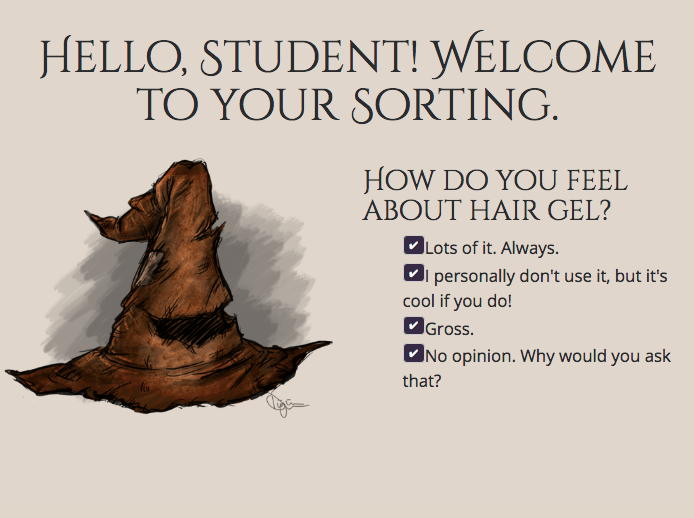 Hello, Student! Welcome
to your Sorting.
How do you feel
about hair gel?
Lots of it. Always.
I personally don't use it, but it's
cool if you do!
Gross.
No opinion. Why would you ask
that?